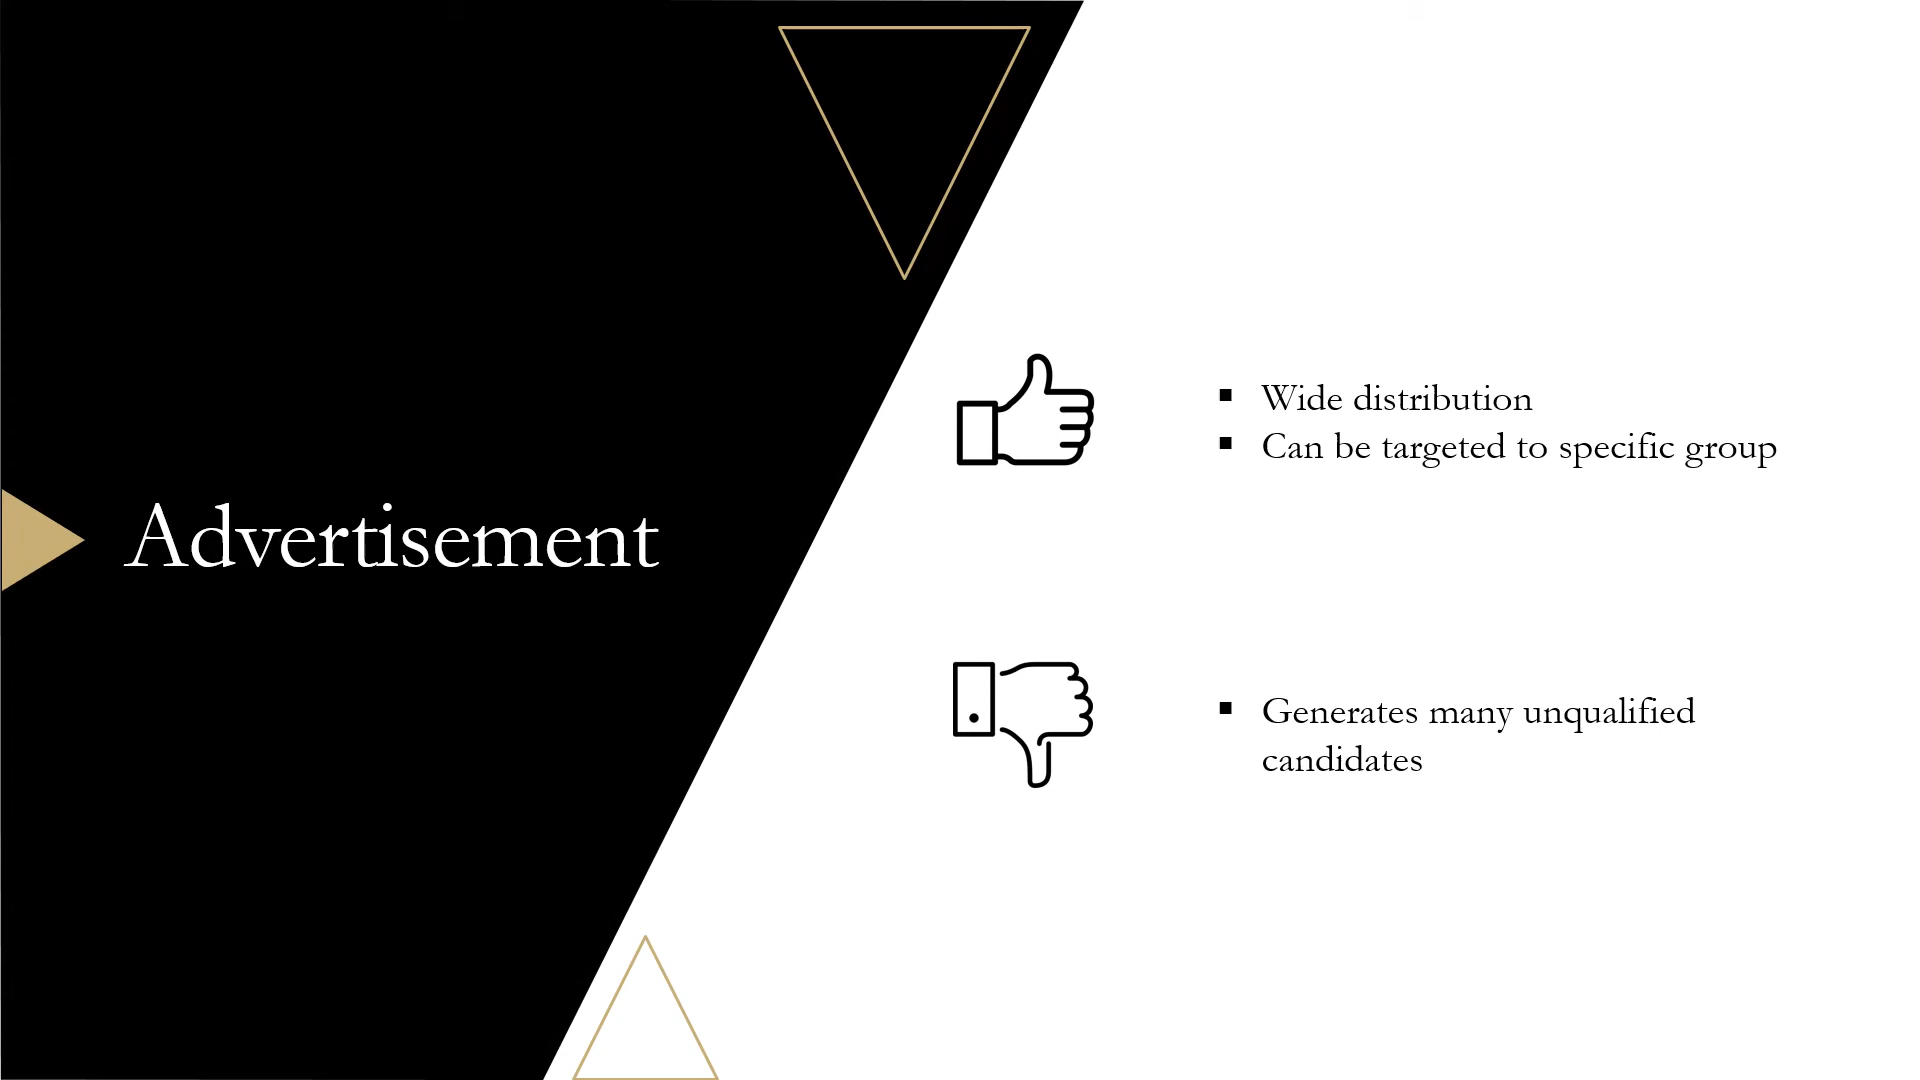 Advertisement
▪ Wide distribution
▪ Can be targeted to specific group
▪ Generates many unqualified
candidates